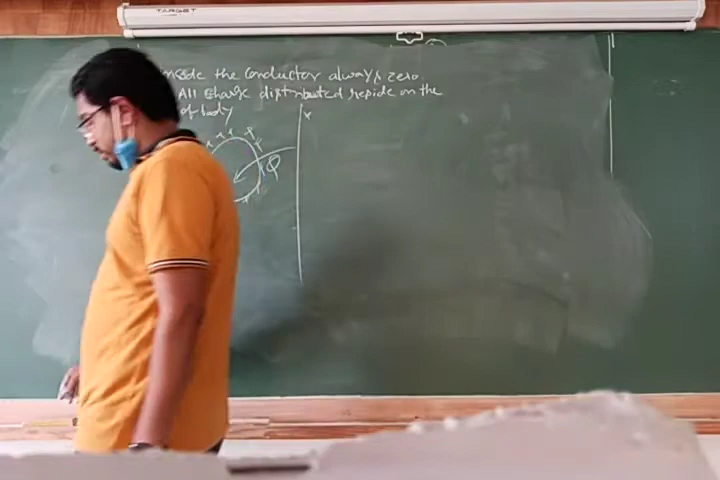 TARGET
inside the conductor always zero
All charge distributed reside on the
of body
Q